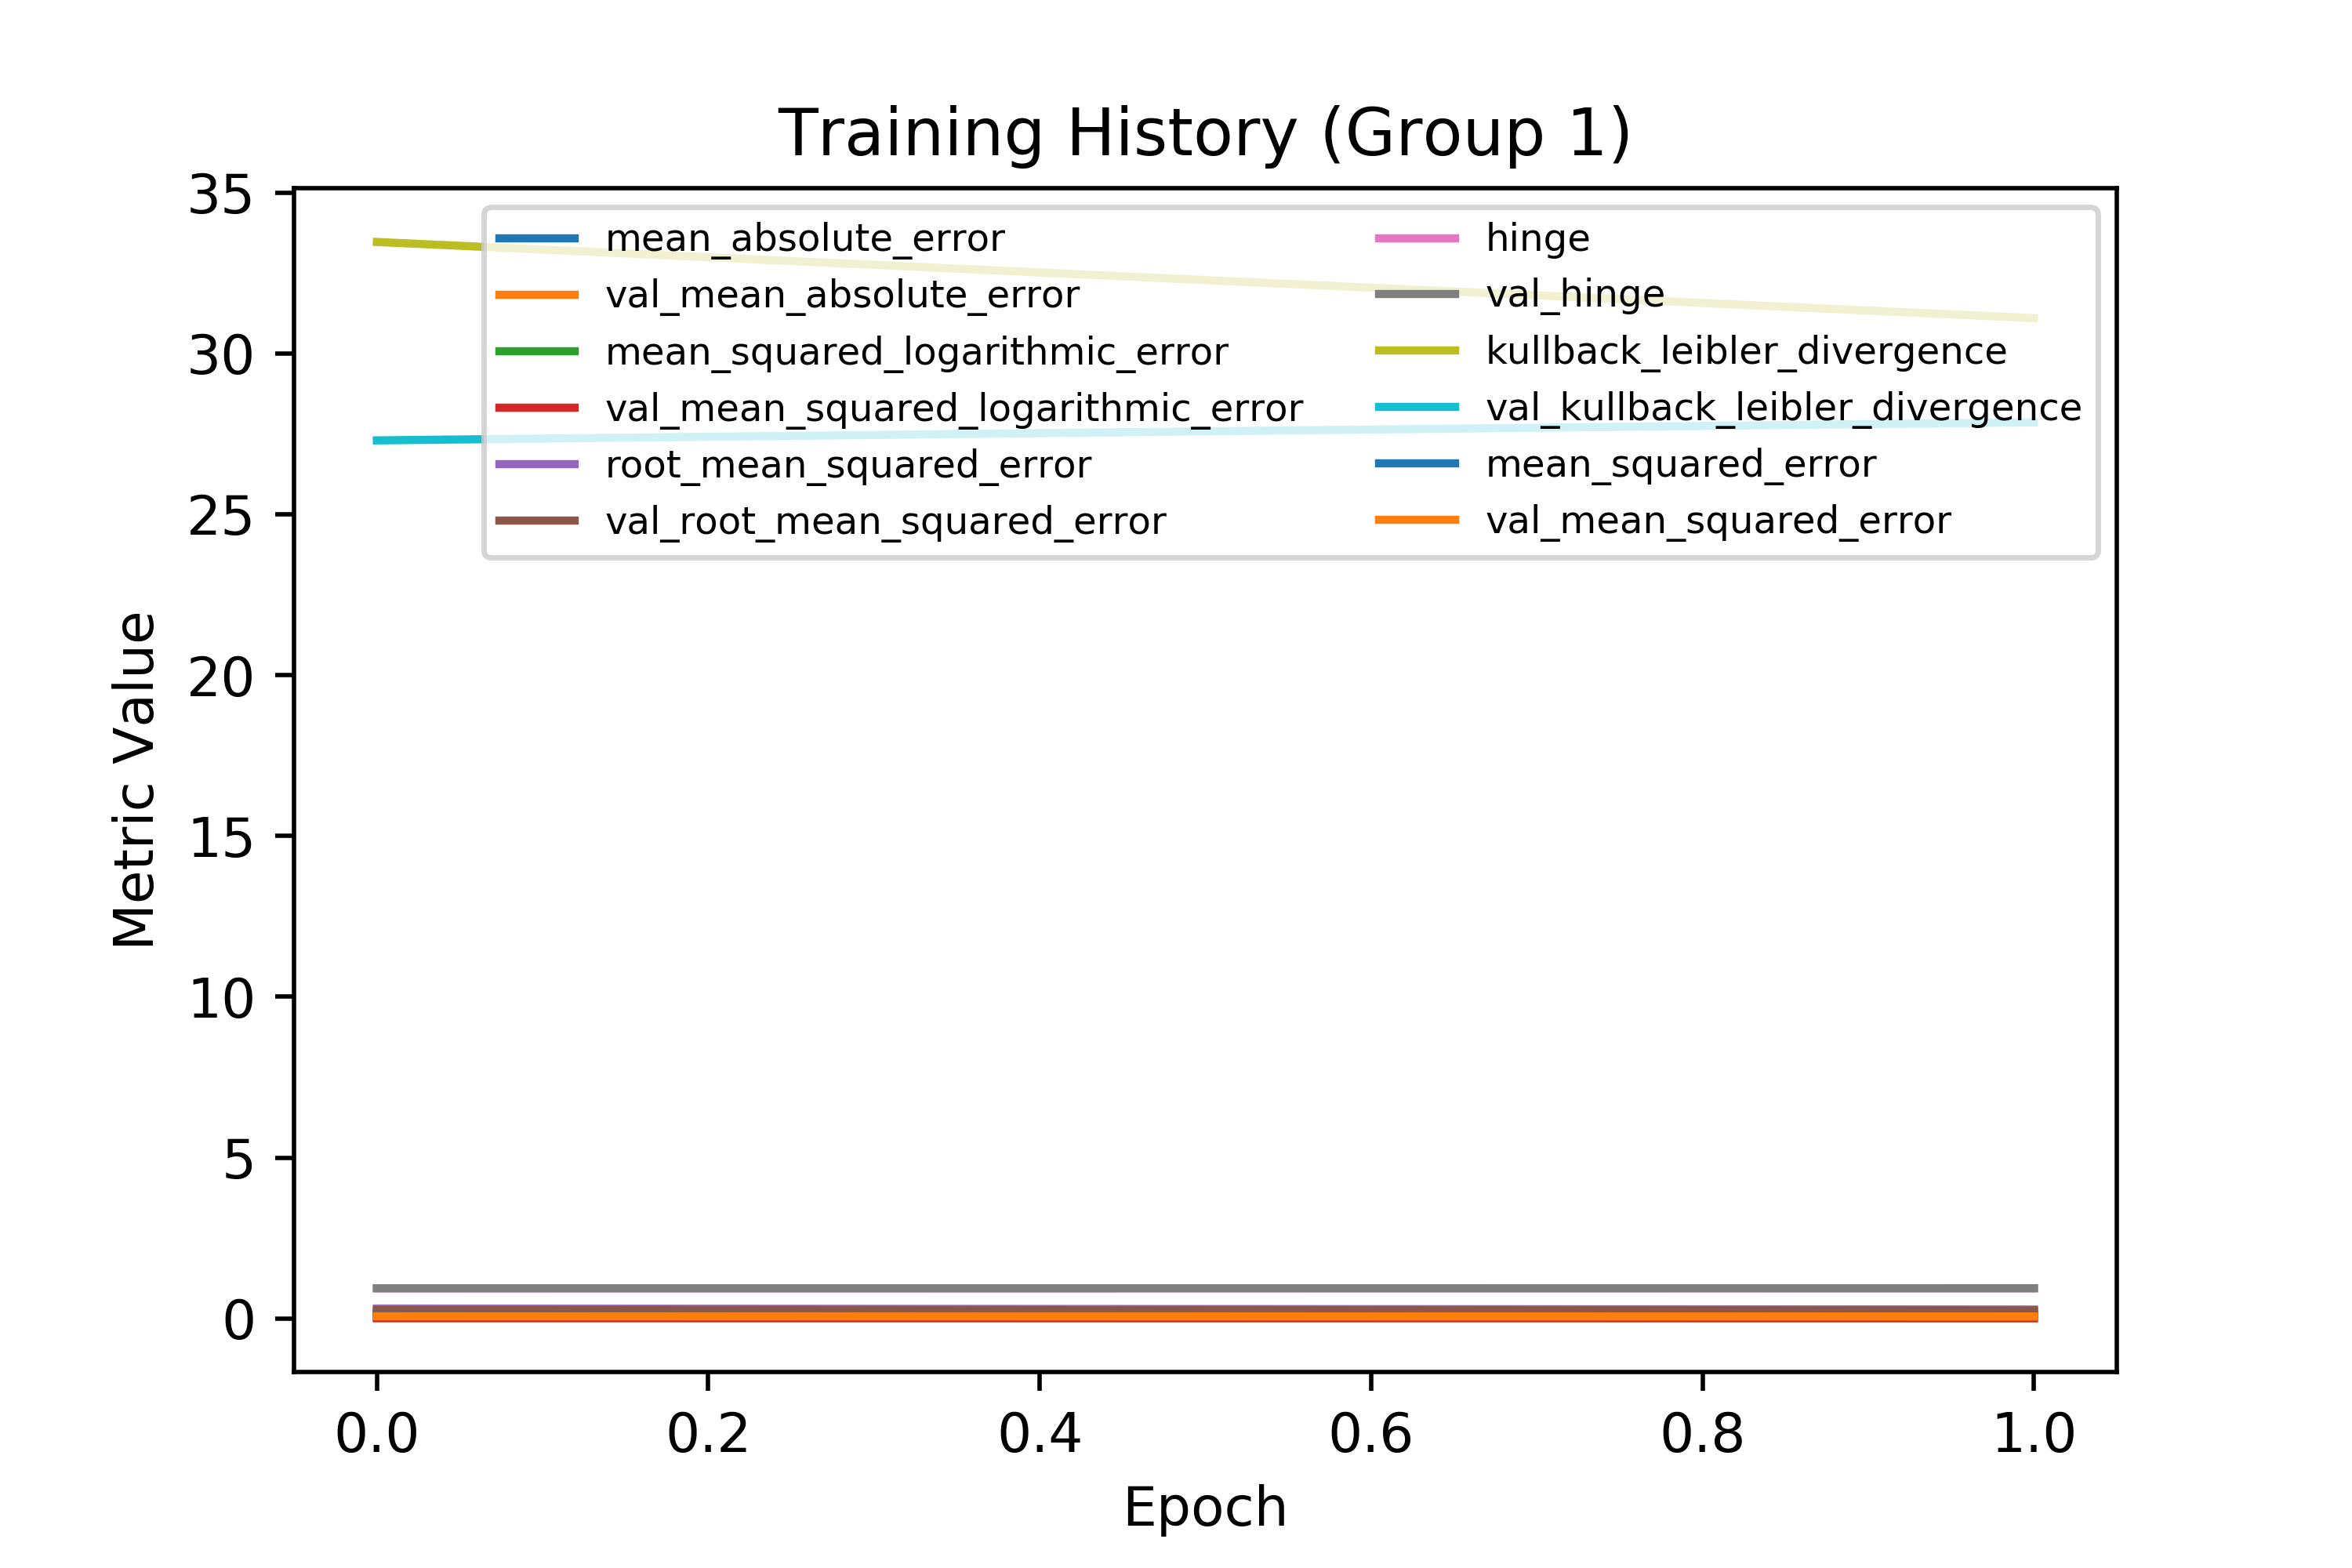 Training History (Group 1)
35
30
25
20
15
10
5
0
Metric Value
mean_absolute_error
val_mean_absolute_error
mean_squared_logarithmic_error
val_mean_squared_logarithmic_error
root_mean_squared_error
val_root_mean_squared_error
hinge
val_hinge
kullback_leibler_divergence
val_kullback_leibler_divergence
mean_squared_error
val_mean_squared_error
0.0 0.2 0.4 0.6 0.8 1.0
Epoch